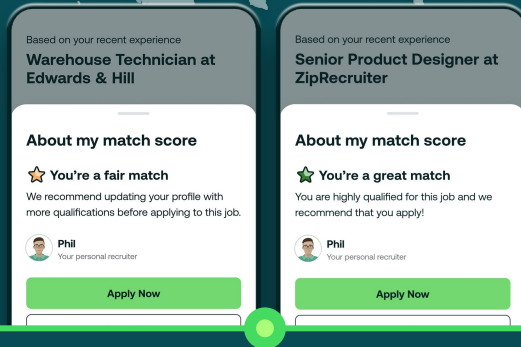 Based on your recent experience
Warehouse Technician at
Edwards & Hill
About my match score
You're a fair match
We recommend updating your profile with
more qualifications before applying to this job.
Phil
Your personal recruiter
Apply Now
Based on your recent experience
Senior Product Designer at
ZipRecruiter
About my match score
You're a great match
You are highly qualified for this job and we
recommend that you apply!
Phil
Your personal recruiter
Apply Now